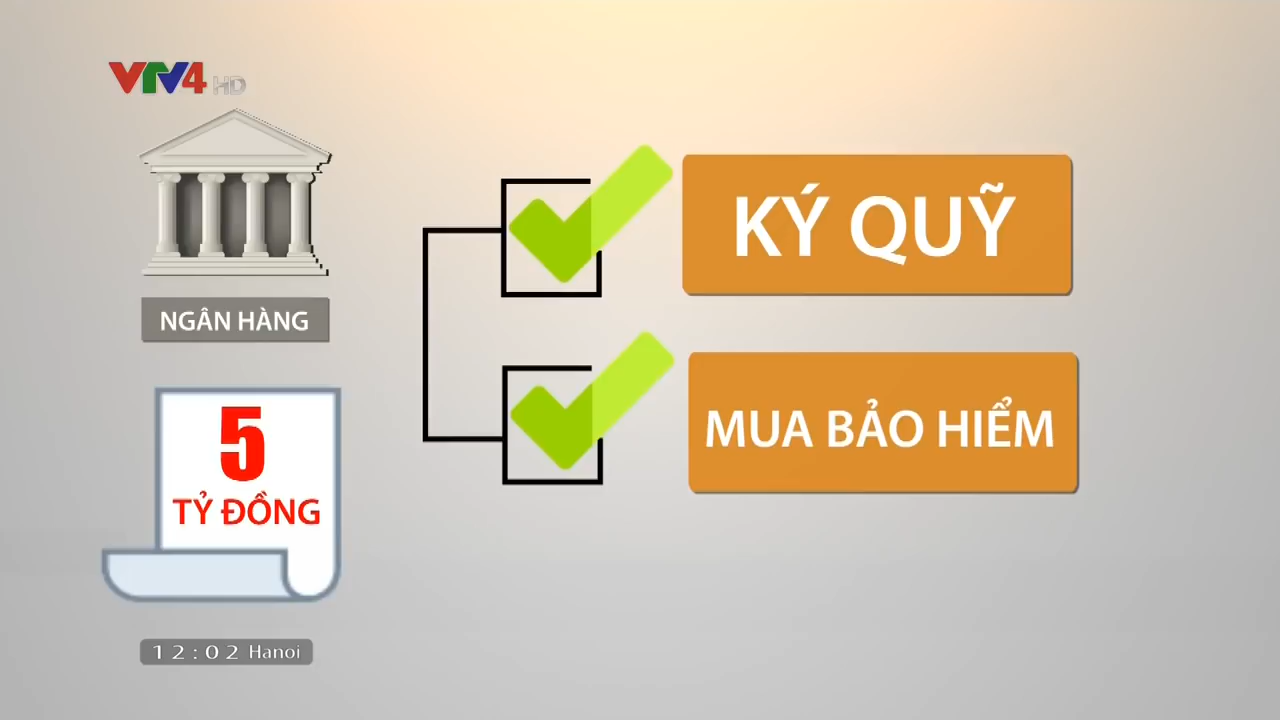 VTV4 HD
NGÂN HÀNG
5
TỶ ĐỒNG
KÝ QUỸ
MUA BẢO HIỂM
12:02 Hanoi